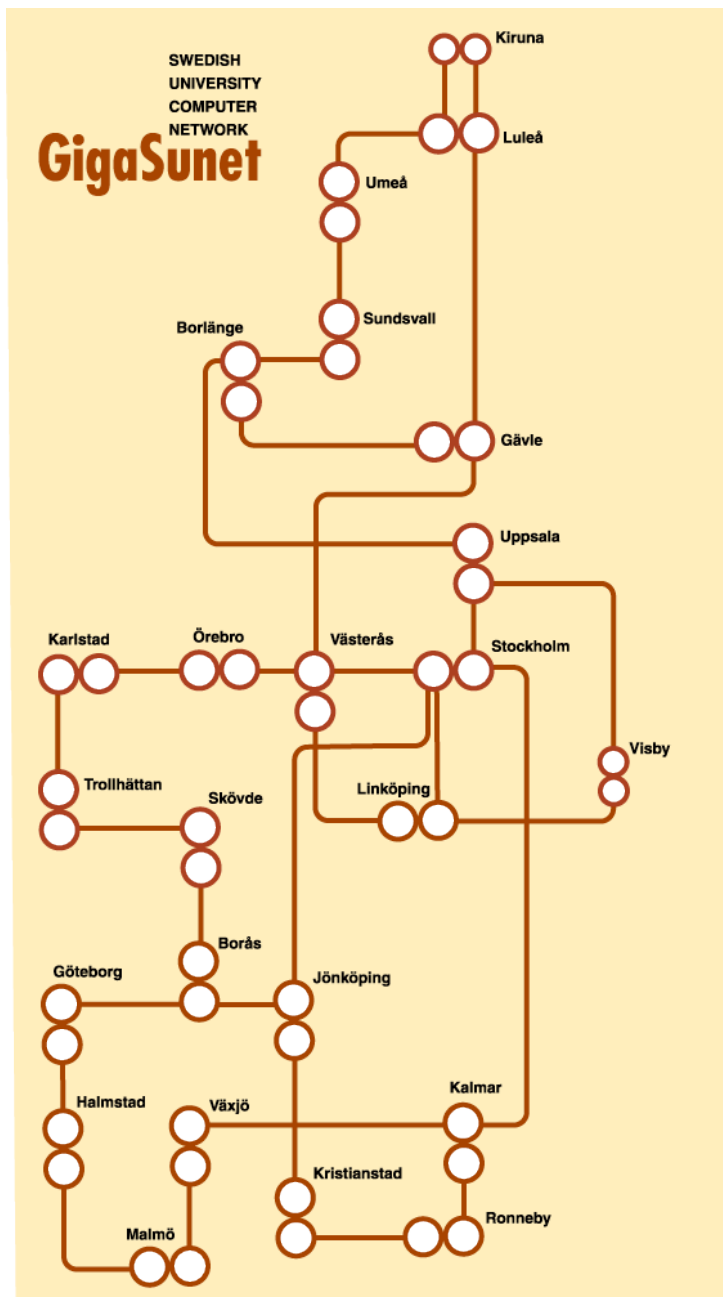 SWEDISH
UNIVERSITY
COMPUTER
NETWORK
GigaSunet
Kiruna
Luleå
Umeå
Sundsvall
Borlänge
Gävle
Uppsala
Karlstad
Örebro
Västerås
Stockholm
Visby
Trollhättan
Linköping
Skövde
Borås
Göteborg
Jönköping
Kalmar
Halmstad
Växjö
Kristianstad
Ronneby
Malmö